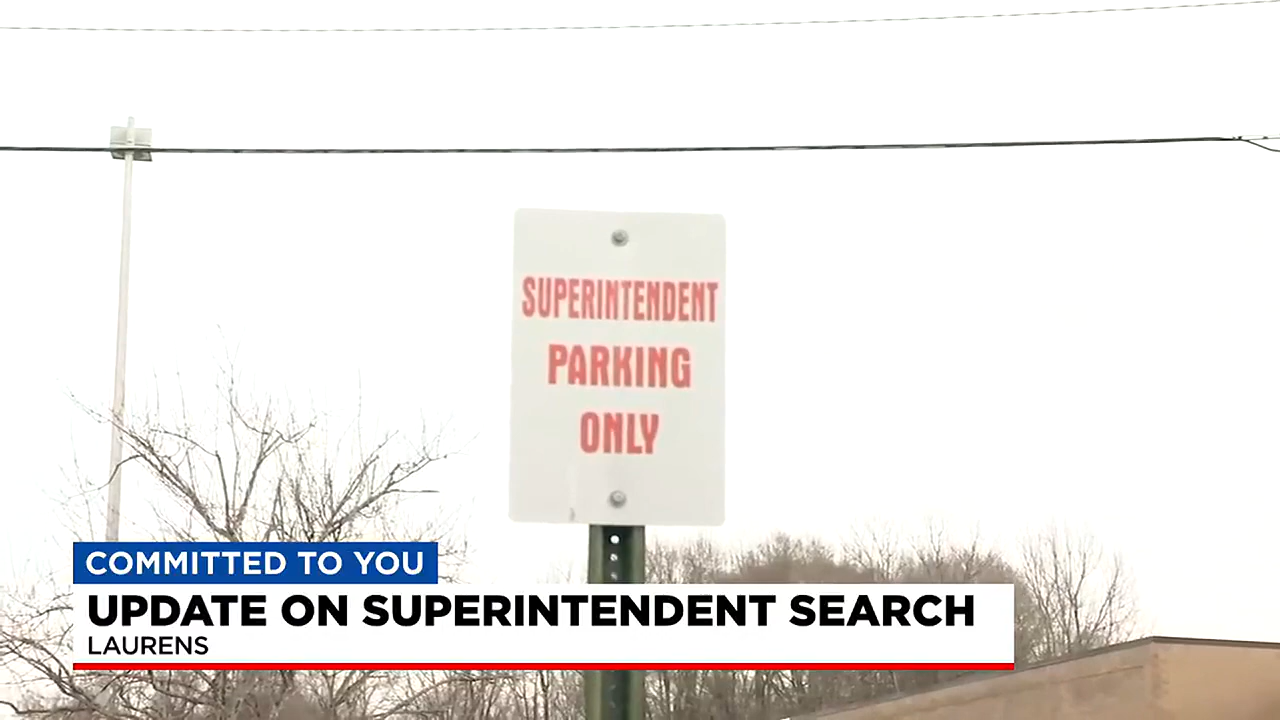 SUPERINTENDENT
PARKING
ONLY
COMMITTED TO YOU
UPDATE ON SUPERINTENDENT SEARCH
LAURENS